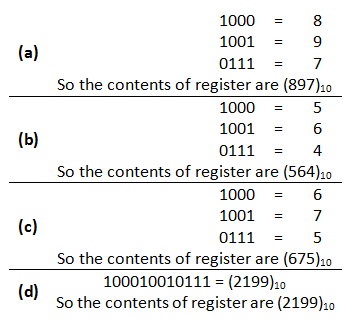 (a)
1000 = 8
1001 = 9
0111 = 7
So the contents of register are (897)₁₀
(b)
1000 = 5
1001 = 6
0111 = 4
So the contents of register are (564)₁₀
(c)
1000 = 6
1001 = 7
0111 = 5
So the contents of register are (675)₁₀
(d)
100010010111 = (2199)₁₀
So the contents of register are (2199)₁₀